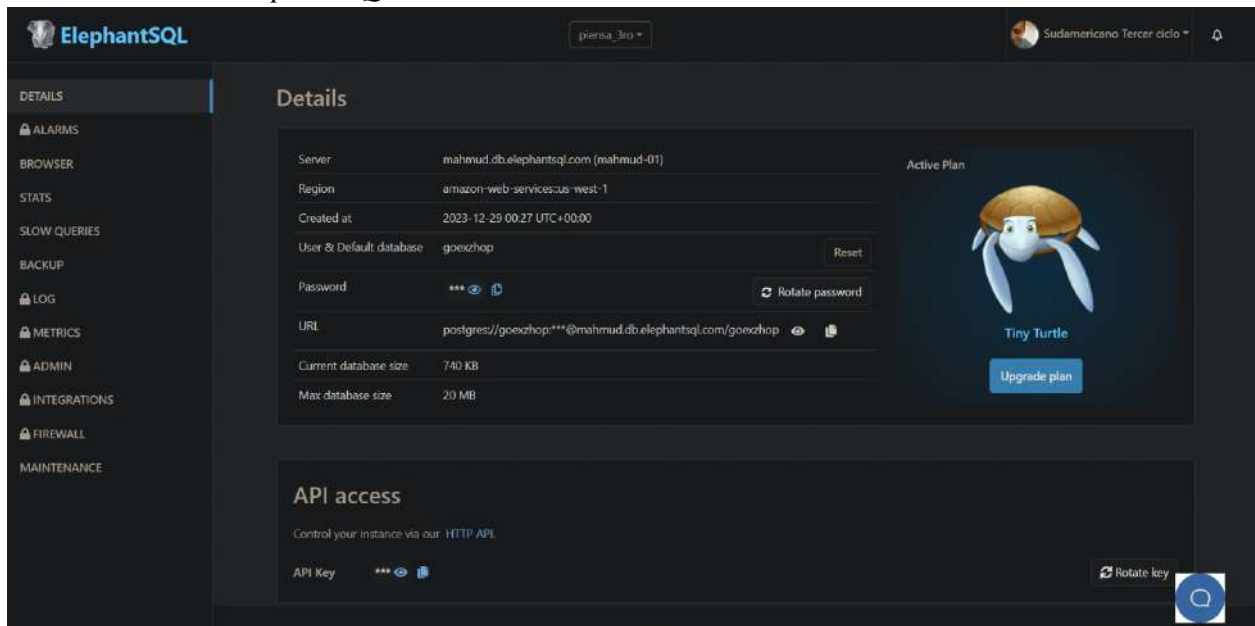 ElephantSQL
piensa_3ro
Sudamericano Tercer ciclo
DETAILS
ALARMS
BROWSER
STATS
SLOW QUERIES
BACKUP
LOG
METRICS
ADMIN
INTEGRATIONS
FIREWALL
MAINTENANCE
Details
Server mahmud.db.elephantsql.com (mahmud-01)
Region amazon-web-services::us-west-1
Created at 2023-12-29 00:27 UTC+00:00
User & Default database goexzhop Reset
Password *** Rotate password
URL postgres://goexzhop:***@mahmud.db.elephantsql.com/goexzhop
Current database size 740 KB
Max database size 20 MB
Active Plan
Tiny Turtle
Upgrade plan
API access
Control your instance via our HTTP API.
API Key *** Rotate key